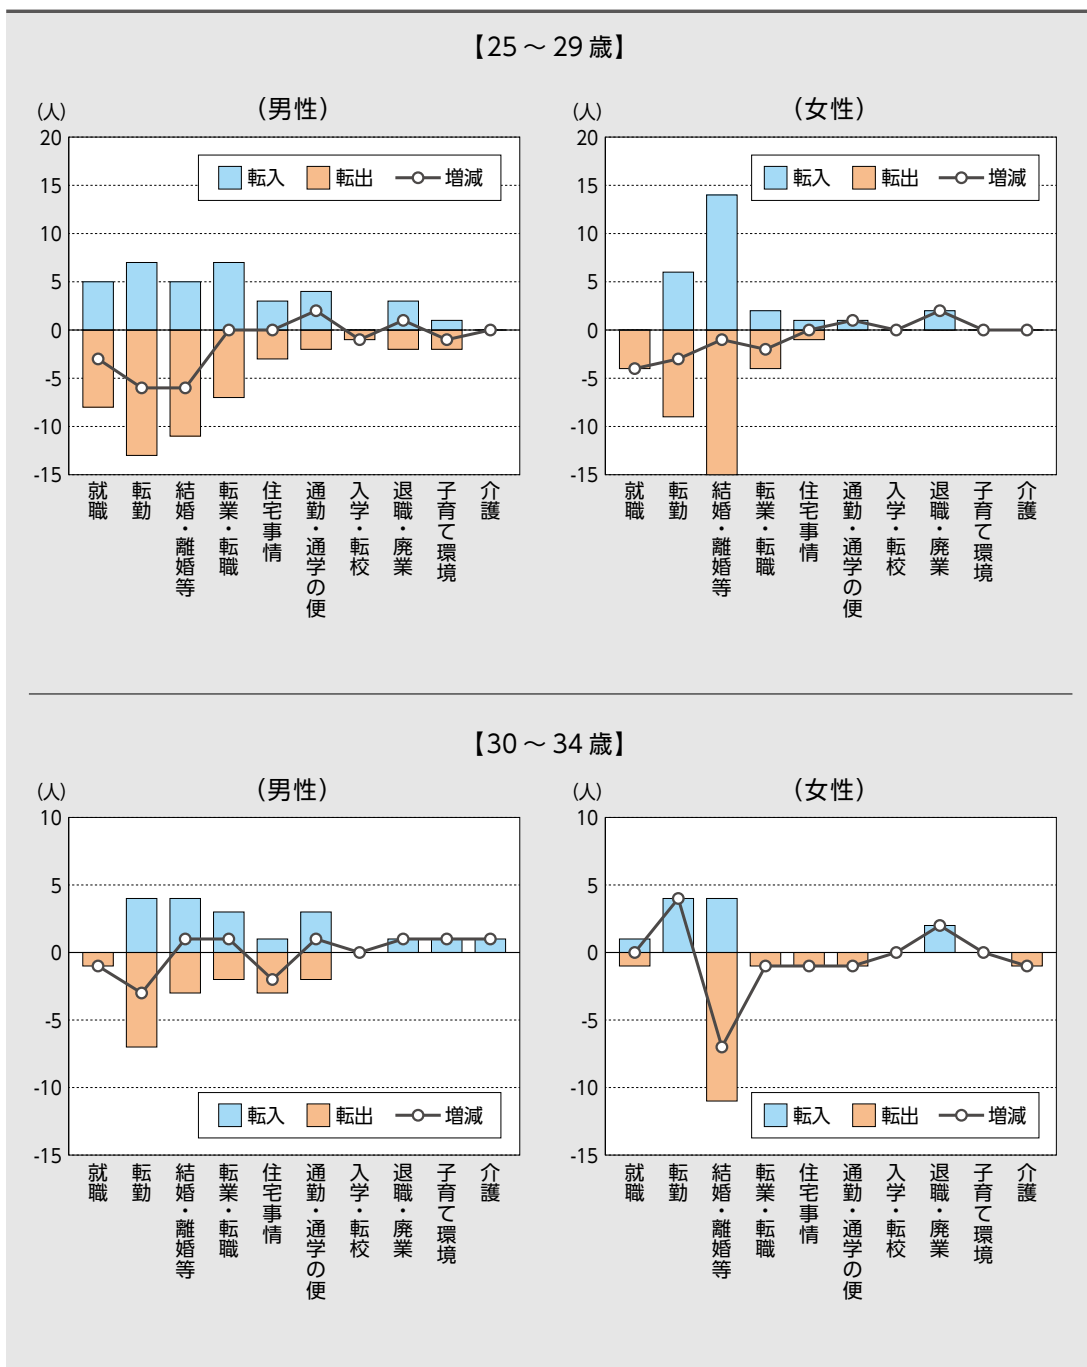 【25～29歳】
(人)
（男性）
20
15
10
5
0
-5
-10
-15
転入
転出
増減
就職
転勤
結婚・離婚等
転業・転職
住宅事情
通勤・通学の便
入学・転校
退職・廃業
子育て環境
介護
(人)
（女性）
20
15
10
5
0
-5
-10
-15
転入
転出
増減
就職
転勤
結婚・離婚等
転業・転職
住宅事情
通勤・通学の便
入学・転校
退職・廃業
子育て環境
介護
【30～34歳】
(人)
（男性）
10
5
0
-5
-10
-15
転入
転出
増減
就職
転勤
結婚・離婚等
転業・転職
住宅事情
通勤・通学の便
入学・転校
退職・廃業
子育て環境
介護
(人)
（女性）
10
5
0
-5
-10
-15
転入
転出
増減
就職
転勤
結婚・離婚等
転業・転職
住宅事情
通勤・通学の便
入学・転校
退職・廃業
子育て環境
介護